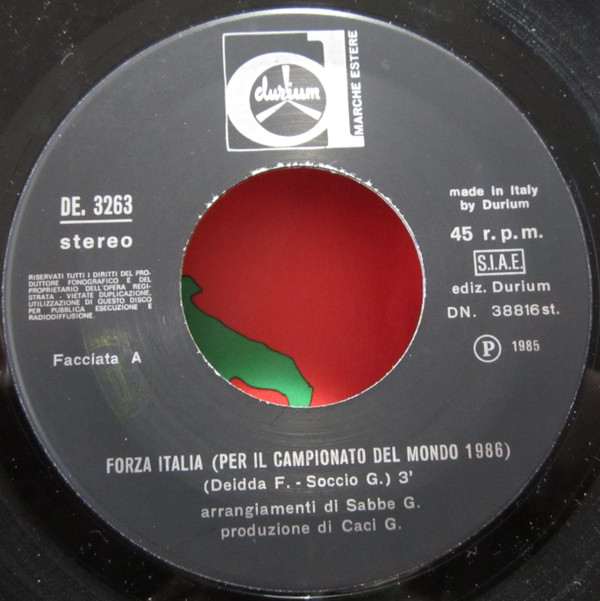 durium
MARCHE ESTERE
DE. 3263
stereo
RISERVATI TUTTI I DIRITTI DEL PRO-
DUTTORE FONOGRAFICO E DEL
PROPRIETARIO DELL'OPERA REGI-
STRATA - VIETATE DUPLICAZIONE,
UTILIZZAZIONE DI QUESTO DISCO
PER PUBBLICA ESECUZIONE E
RADIODIFFUSIONE.
Facciata A
made in Italy
by Durium
45 r.p.m.
S.I.A.E.
ediz. Durium
DN. 38816st.
P 1985
FORZA ITALIA (PER IL CAMPIONATO DEL MONDO 1986)
(Deidda F. - Soccio G.) 3'
arrangiamenti di Sabbe G.
produzione di Caci G.